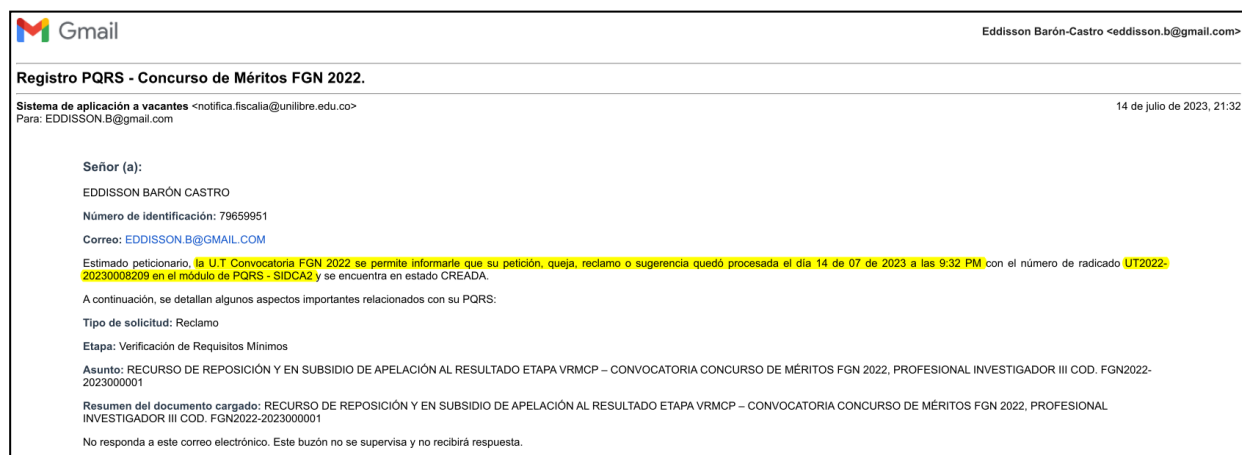 Gmail
Eddisson Barón-Castro <eddisson.b@gmail.com>
Registro PQRS - Concurso de Méritos FGN 2022.
Sistema de aplicación a vacantes <notifica.fiscalia@unilibre.edu.co>
14 de julio de 2023, 21:32
Para: EDDISSON.B@gmail.com
Señor (a):
EDDISSON BARÓN CASTRO
Número de identificación: 79659951
Correo: EDDISSON.B@GMAIL.COM
Estimado peticionario, la U.T Convocatoria FGN 2022 se permite informarle que su petición, queja, reclamo o sugerencia quedó procesada el día 14 de 07 de 2023 a las 9:32 PM con el número de radicado UT2022-
20230008209 en el módulo de PQRS - SIDCA2 y se encuentra en estado CREADA.
A continuación, se detallan algunos aspectos importantes relacionados con su PQRS:
Tipo de solicitud: Reclamo
Etapa: Verificación de Requisitos Mínimos
Asunto: RECURSO DE REPOSICIÓN Y EN SUBSIDIO DE APELACIÓN AL RESULTADO ETAPA VRMCP – CONVOCATORIA CONCURSO DE MÉRITOS FGN 2022, PROFESIONAL INVESTIGADOR III COD. FGN2022-
2023000001
Resumen del documento cargado: RECURSO DE REPOSICIÓN Y EN SUBSIDIO DE APELACIÓN AL RESULTADO ETAPA VRMCP – CONVOCATORIA CONCURSO DE MÉRITOS FGN 2022, PROFESIONAL
INVESTIGADOR III COD. FGN2022-2023000001
No responda a este correo electrónico. Este buzón no se supervisa y no recibirá respuesta.